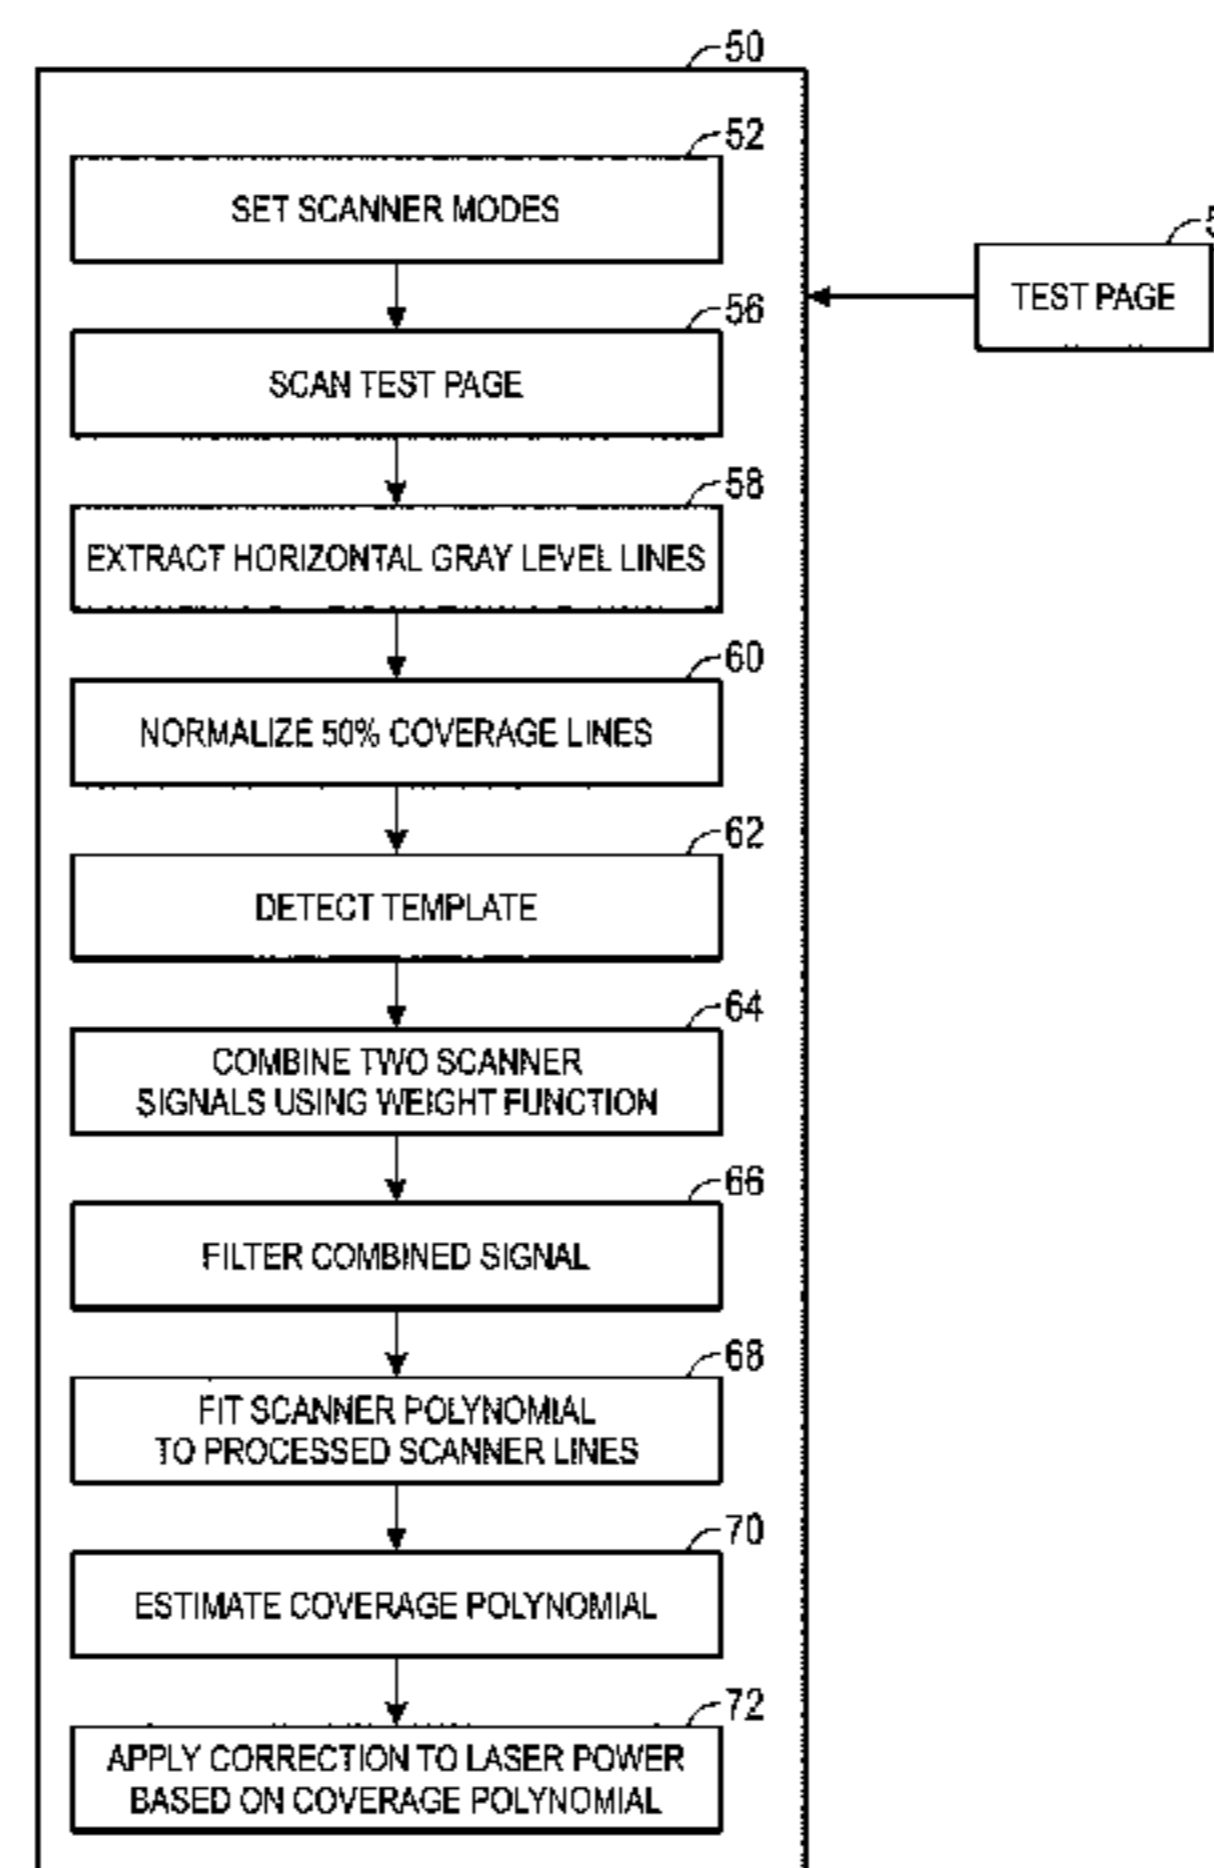 50
52
SET SCANNER MODES
TEST PAGE
56
SCAN TEST PAGE
58
EXTRACT HORIZONTAL GRAY LEVEL LINES
60
NORMALIZE 50% COVERAGE LINES
62
DETECT TEMPLATE
64
COMBINE TWO SCANNER
SIGNALS USING WEIGHT FUNCTION
66
FILTER COMBINED SIGNAL
68
FIT SCANNER POLYNOMIAL
TO PROCESSED SCANNER LINES
70
ESTIMATE COVERAGE POLYNOMIAL
72
APPLY CORRECTION TO LASER POWER
BASED ON COVERAGE POLYNOMIAL